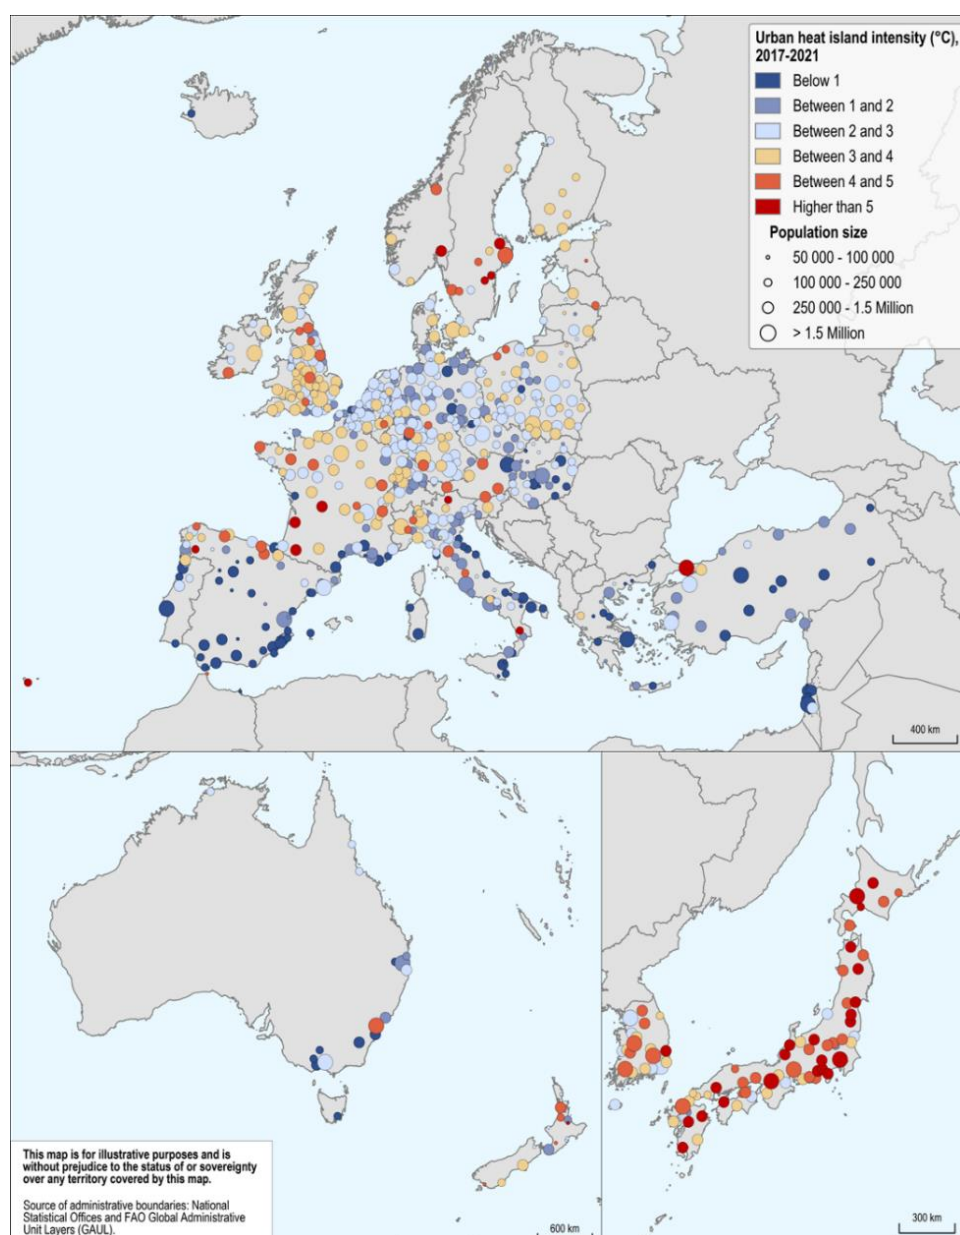 Urban heat island intensity (°C),
2017-2021
Below 1
Between 1 and 2
Between 2 and 3
Between 3 and 4
Between 4 and 5
Higher than 5
Population size
50 000 - 100 000
100 000 - 250 000
250 000 - 1.5 Million
> 1.5 Million
400 km
This map is for illustrative purposes and is
without prejudice to the status of or sovereignty
over any territory covered by this map.
Source of administrative boundaries: National
Statistical Offices and FAO Global Administrative
Unit Layers (GAUL).
600 km
300 km